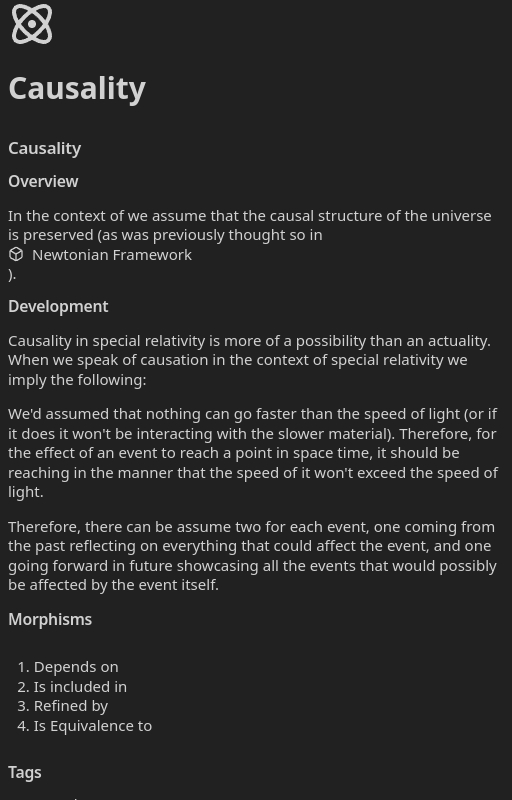 Causality
Causality
Overview
In the context of we assume that the causal structure of the universe
is preserved (as was previously thought so in
Newtonian Framework
).
Development
Causality in special relativity is more of a possibility than an actuality.
When we speak of causation in the context of special relativity we
imply the following:
We'd assumed that nothing can go faster than the speed of light (or if
it does it won't be interacting with the slower material). Therefore, for
the effect of an event to reach a point in space time, it should be
reaching in the manner that the speed of it won't exceed the speed of
light.
Therefore, there can be assume two for each event, one coming from
the past reflecting on everything that could affect the event, and one
going forward in future showcasing all the events that would possibly
be affected by the event itself.
Morphisms
1. Depends on
2. Is included in
3. Refined by
4. Is Equivalence to
Tags